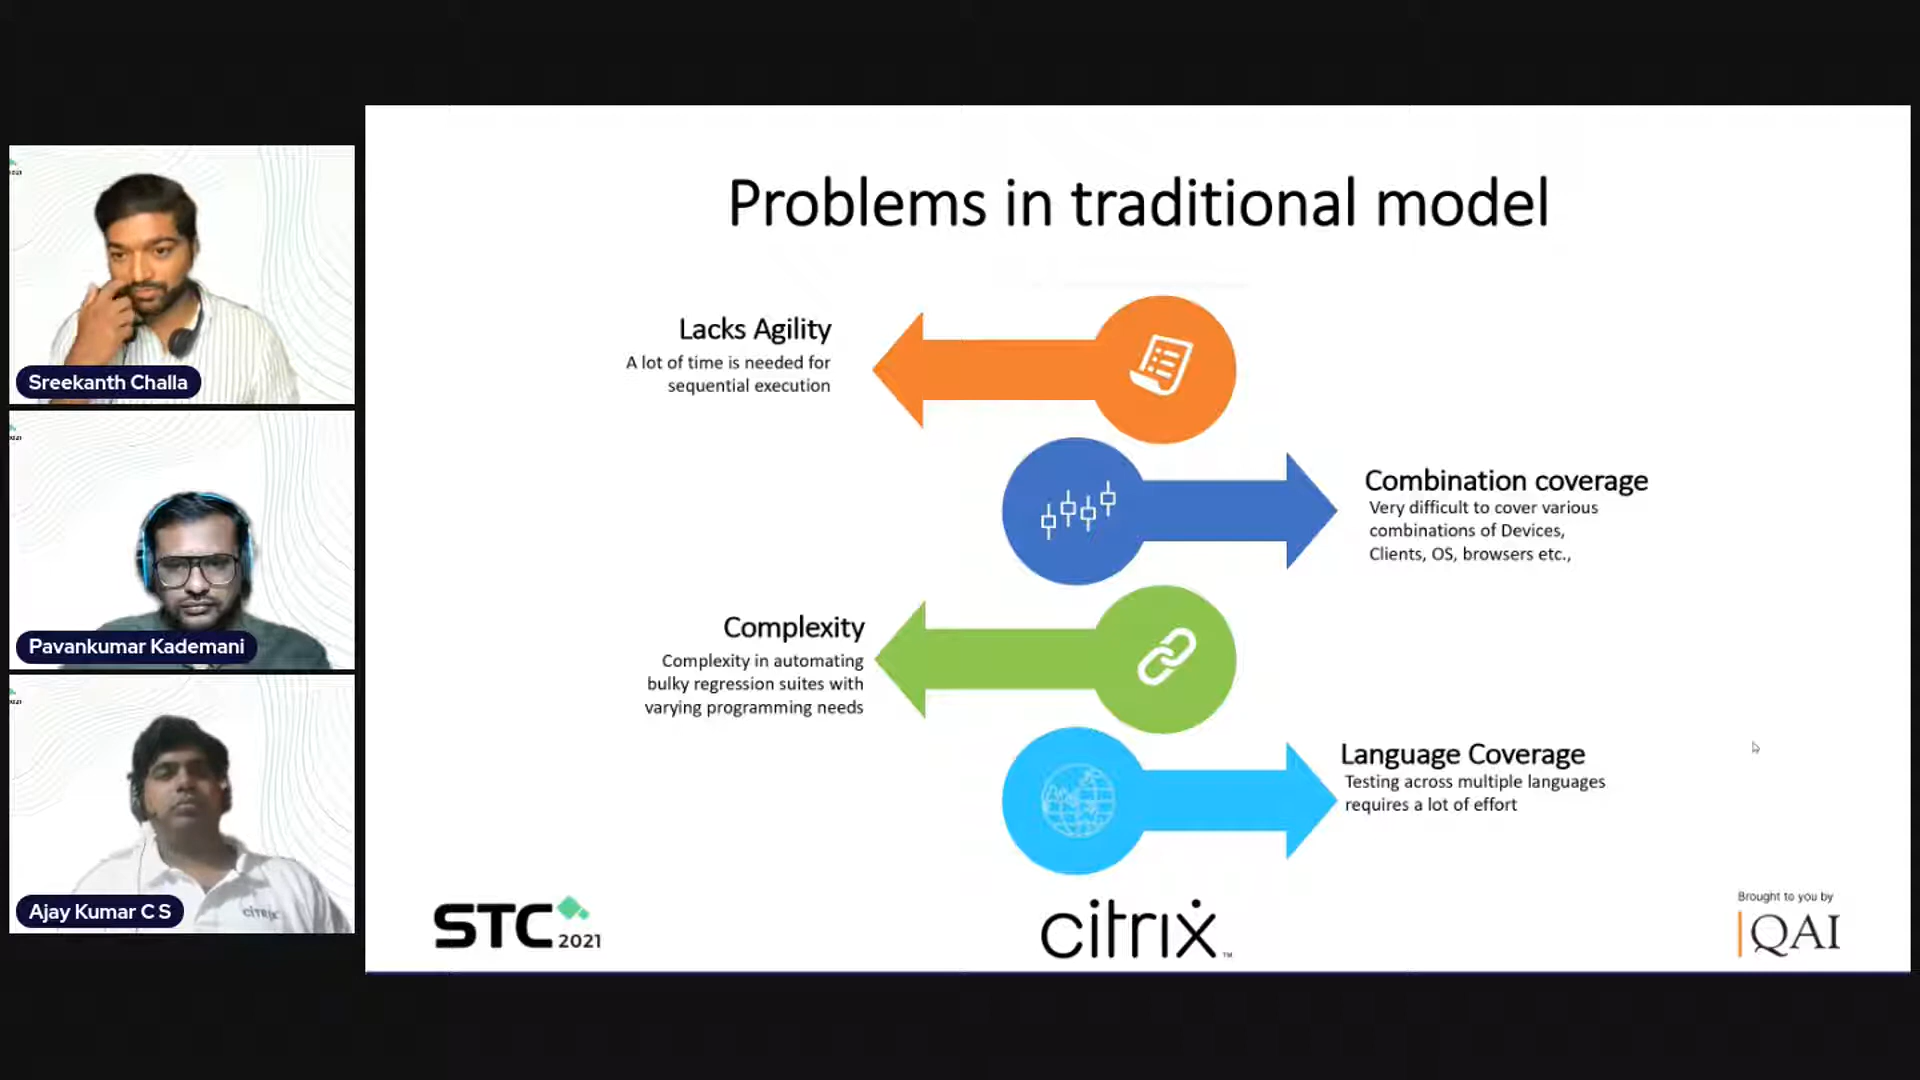 Problems in traditional model
Lacks Agility
A lot of time is needed for
sequential execution
Combination coverage
Very difficult to cover various
combinations of Devices,
Clients, OS, browsers etc.,
Complexity
Complexity in automating
bulky regression suites with
varying programming needs
Language Coverage
Testing across multiple languages
requires a lot of effort
STC 2021
citrix™
Brought to you by
QAI
Sreekanth Challa
Pavankumar Kademani
Ajay Kumar C S
citrix